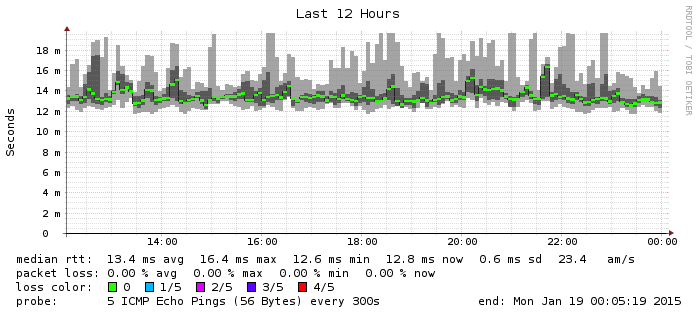 Last 12 Hours
RRDTOOL / TOBI OETIKER
Seconds
18 m
16 m
14 m
12 m
10 m
8 m
6 m
4 m
2 m
0
14:00 16:00 18:00 20:00 22:00 00:00
median rtt: 13.4 ms avg 16.4 ms max 12.6 ms min 12.8 ms now 0.6 ms sd 23.4 am/s
packet loss: 0.00 % avg 0.00 % max 0.00 % min 0.00 % now
loss color: 0 1/5 2/5 3/5 4/5
probe: 5 ICMP Echo Pings (56 Bytes) every 300s end: Mon Jan 19 00:05:19 2015